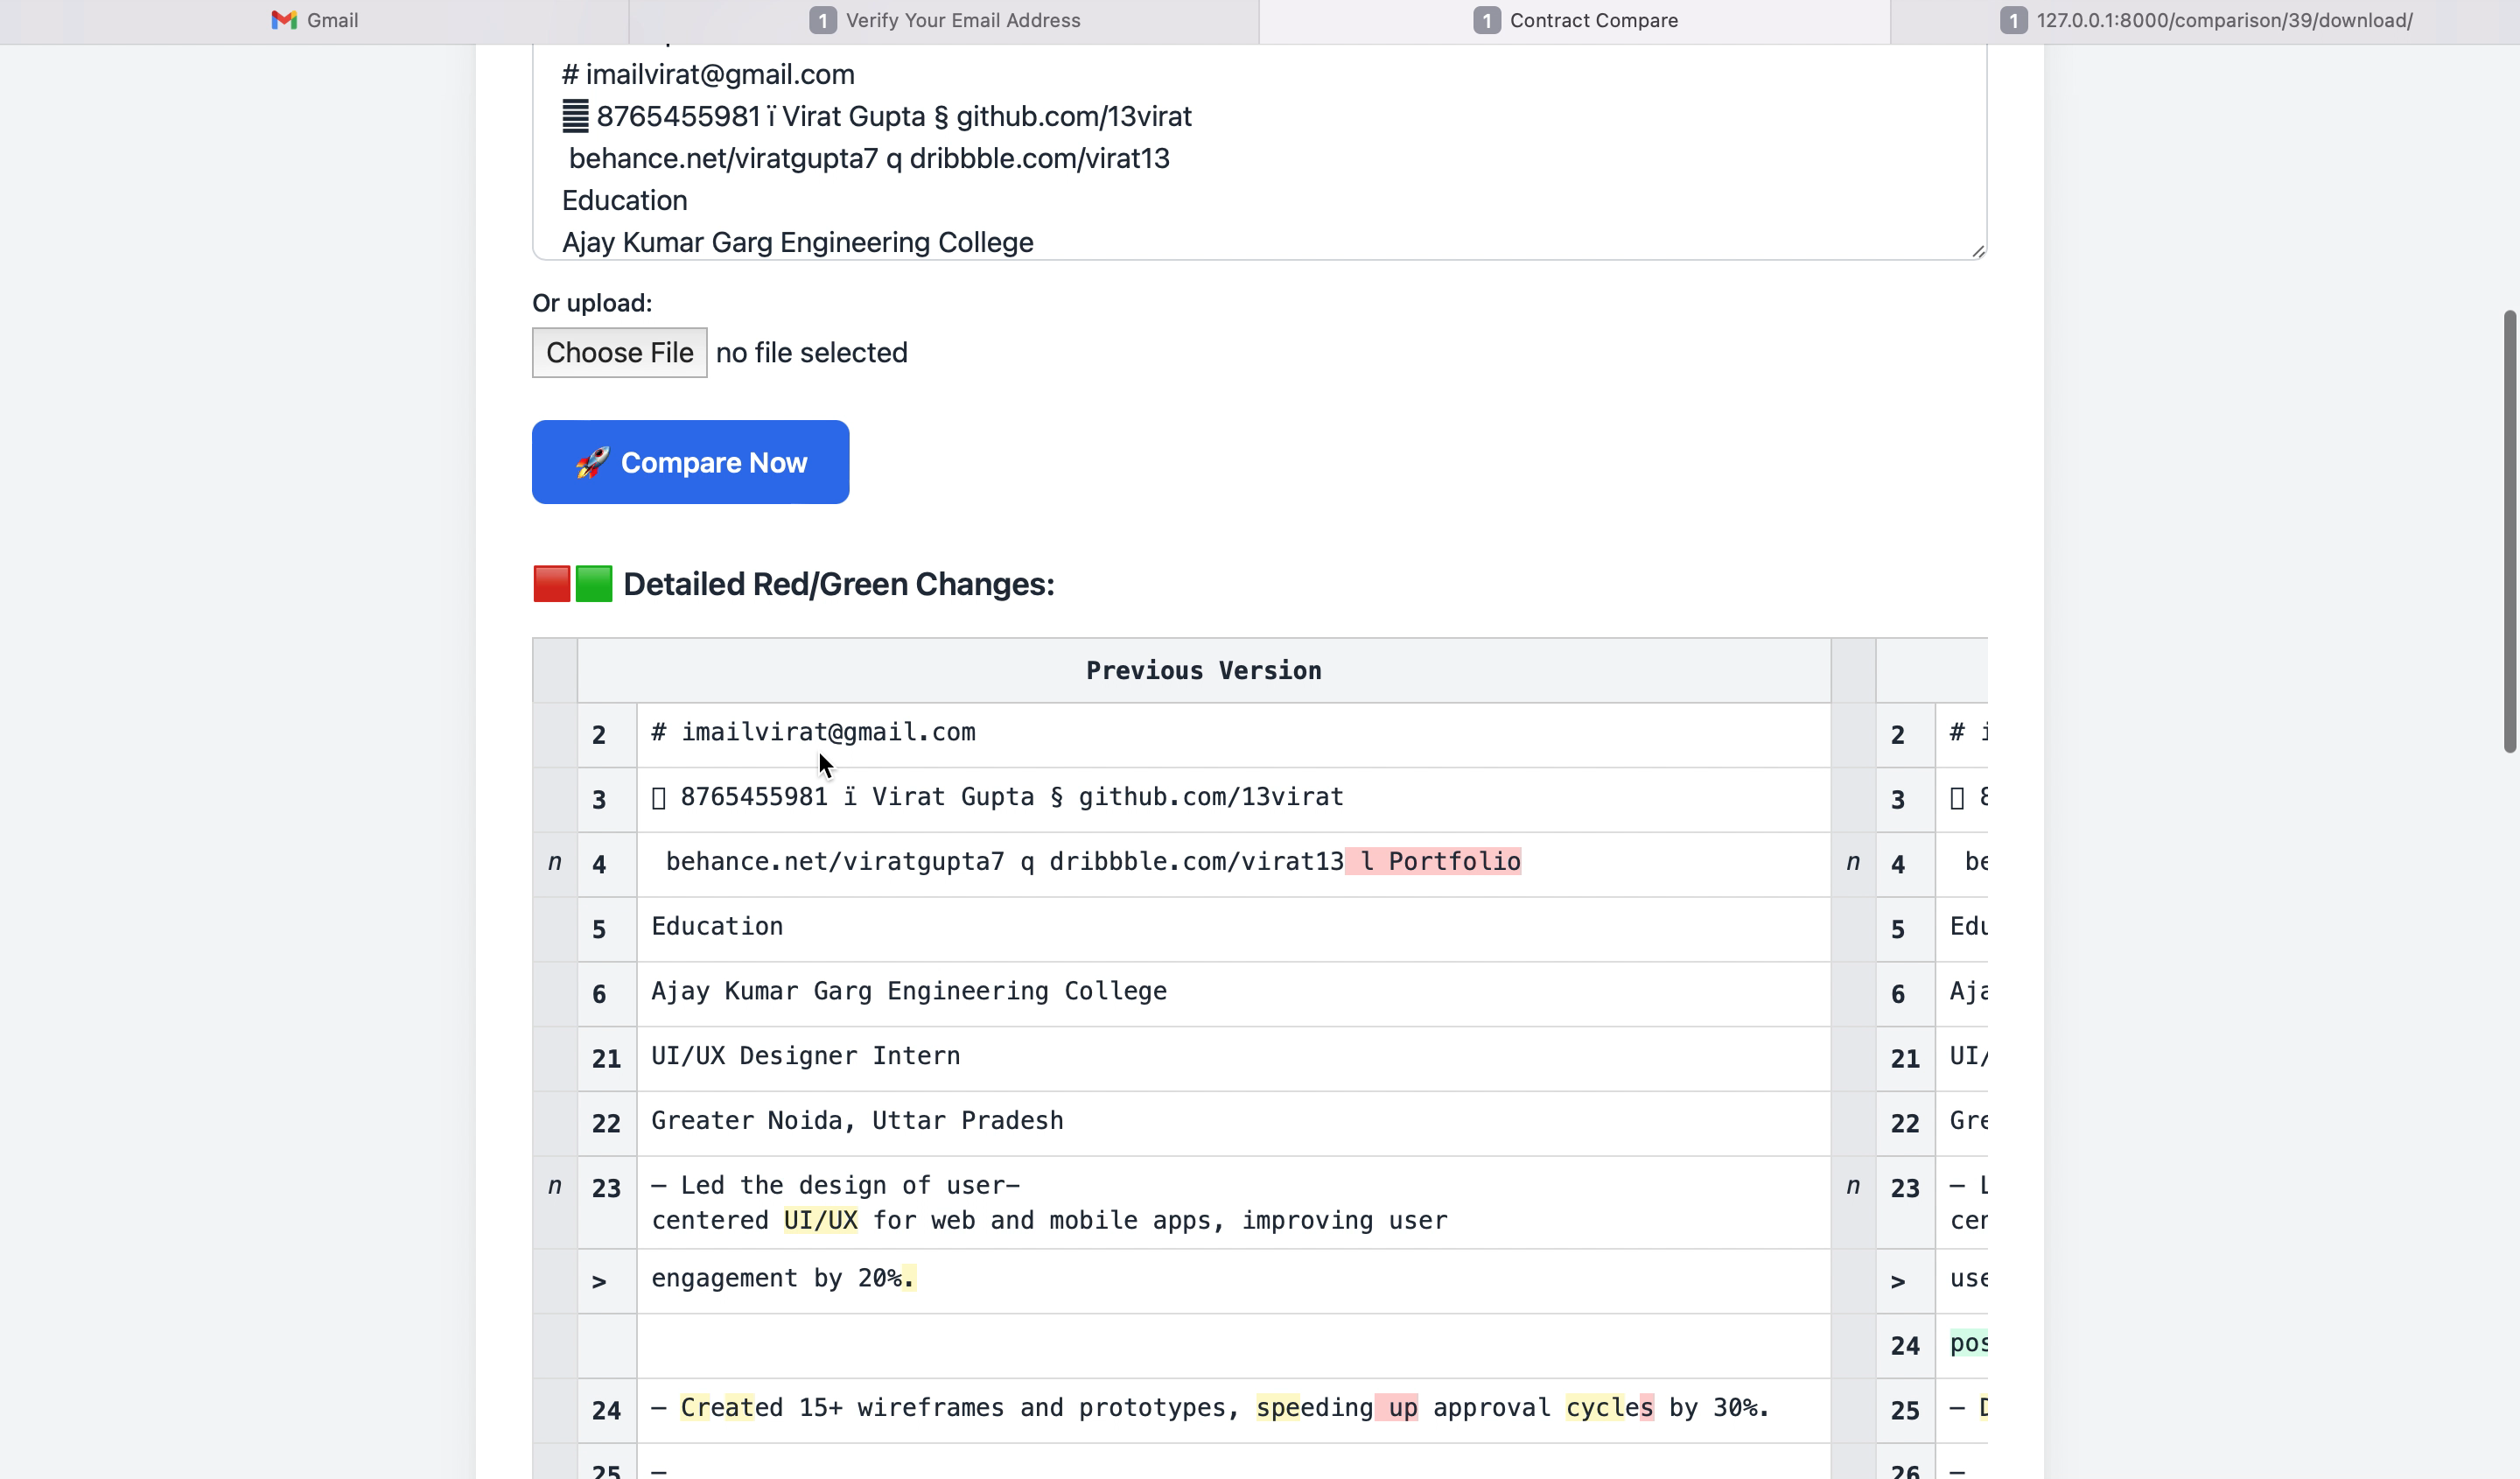 Gmail
1 Verify Your Email Address
1 Contract Compare
1 127.0.0.1:8000/comparison/39/download/
# imailvirat@gmail.com
8765455981 ï Virat Gupta § github.com/13virat
behance.net/viratgupta7 q dribbble.com/virat13
Education
Ajay Kumar Garg Engineering College
Or upload:
Choose File no file selected
🚀 Compare Now
🟥🟩 Detailed Red/Green Changes:
Previous Version
2 # imailvirat@gmail.com 2 #
3 8765455981 ï Virat Gupta § github.com/13virat 3
n 4 behance.net/viratgupta7 q dribbble.com/virat13 l Portfolio n 4 be
5 Education 5 Edu
6 Ajay Kumar Garg Engineering College 6 Aja
21 UI/UX Designer Intern 21 UI/
22 Greater Noida, Uttar Pradesh 22 Gre
n 23 – Led the design of user– n 23 – L
centered UI/UX for web and mobile apps, improving user cer
> engagement by 20%. > use
24 pos
24 – Created 15+ wireframes and prototypes, speeding up approval cycles by 30%. 25 –
25 – 26 –